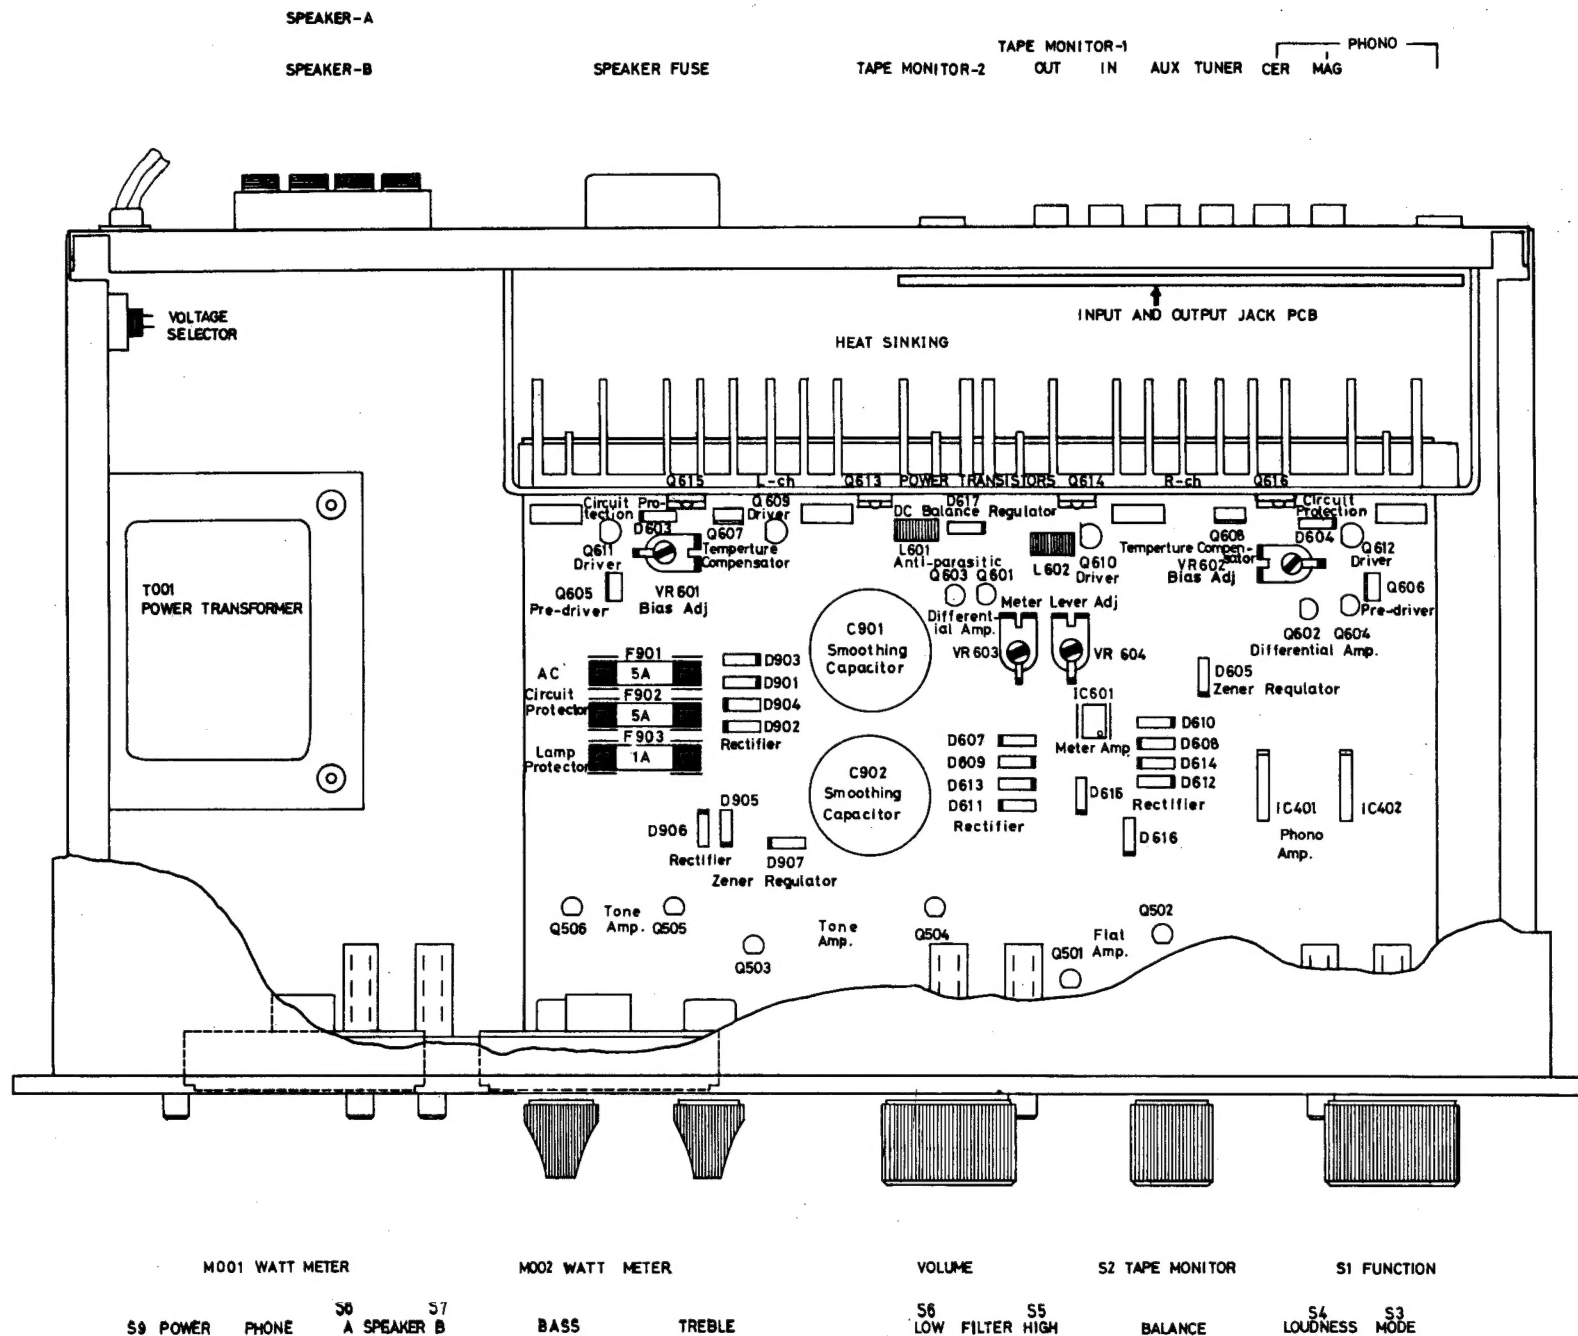 SPEAKER-A
TAPE MONITOR-1
PHONO
SPEAKER-B
SPEAKER FUSE
TAPE MONITOR-2
OUT
IN
AUX TUNER
CER
MAG
VOLTAGE
SELECTOR
INPUT AND OUTPUT JACK PCB
HEAT SINKING
Q615
L-ch
Q613
POWER TRANSISTORS
Q614
R-ch
Q616
Circuit Pro-
tection
D603
Q607
Q609
Driver
Temperture
Compensator
Q611
Driver
Q605
Pre-driver
VR601
Bias Adj
D617
DC Balance Regulator
L601
Anti-parasitic
L602
Q610
Driver
Q603
Q601
Different-
ial Amp.
Meter Lever Adj
VR603
VR 604
Q608
Temperture Compen-
sator
VR602
Bias Adj
Circuit
Protection
D604
Q612
Driver
Q606
Pre-driver
Q602
Q604
Differential Amp.
D605
Zener Requlator
T001
POWER TRANSFORMER
C901
Smoothing
Capacitor
AC
Circuit
Protector
F901
5A
F902
5A
F903
1A
Lamp
Protector
D903
D901
D904
D902
Rectifier
IC601
Meter Amp
D610
D608
D614
D612
Rectifier
D607
D609
D613
D611
Rectifier
C902
Smoothing
Capacitor
D615
D616
IC401
IC402
Phono
Amp.
D905
D906
Rectifier
D907
Zener Regulator
Q506
Tone
Amp.
Q505
Q503
Tone
Amp.
Q504
Q502
Flat
Amp.
Q501
M001 WATT METER
M002 WATT METER
VOLUME
S2 TAPE MONITOR
S1 FUNCTION
S8
S7
S6
S5
S4
S3
S9 POWER
PHONE
A SPEAKER B
BASS
TREBLE
LOW FILTER HIGH
BALANCE
LOUDNESS MODE